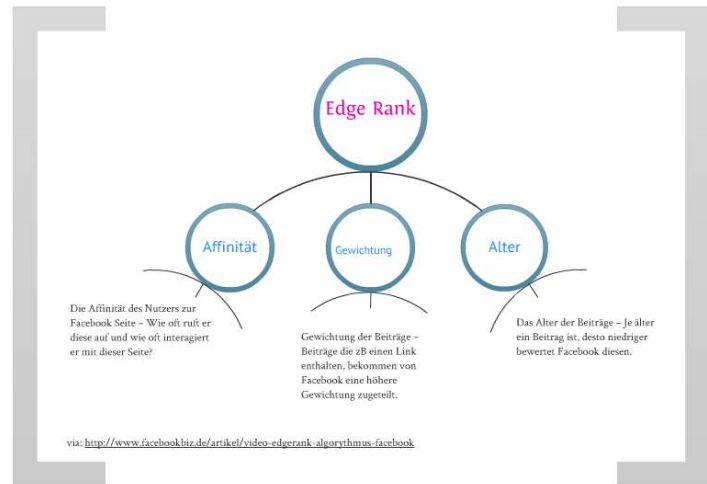 Edge Rank
Affinität
Gewichtung
Alter
Die Affinität des Nutzers zur
Facebook Seite – Wie oft ruft er
diese auf und wie oft interagiert
er mit dieser Seite?
Gewichtung der Beiträge –
Beiträge die zB einen Link
enthalten, bekommen von
Facebook eine höhere
Gewichtung zugeteilt.
Das Alter der Beiträge – Je älter
ein Beitrag ist, desto niedriger
bewertet Facebook diesen.
via: http://www.facebookbiz.de/artikel/video-edgerank-algorythmus-facebook